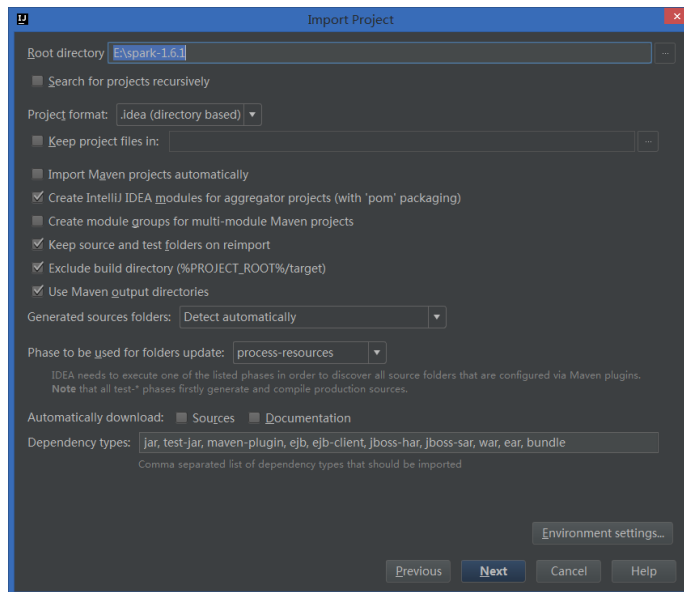 IJ Import Project
Root directory E:\spark-1.6.1 ...
Search for projects recursively
Project format: .idea (directory based)
Keep project files in: ...
Import Maven projects automatically
Create IntelliJ IDEA modules for aggregator projects (with 'pom' packaging)
Create module groups for multi-module Maven projects
Keep source and test folders on reimport
Exclude build directory (%PROJECT_ROOT%/target)
Use Maven output directories
Generated sources folders: Detect automatically
Phase to be used for folders update: process-resources
IDEA needs to execute one of the listed phases in order to discover all source folders that are configured via Maven plugins.
Note that all test-* phases firstly generate and compile production sources.
Automatically download: Sources Documentation
Dependency types: jar, test-jar, maven-plugin, ejb, ejb-client, jboss-har, jboss-sar, war, ear, bundle
Comma separated list of dependency types that should be imported
Environment settings...
Previous Next Cancel Help